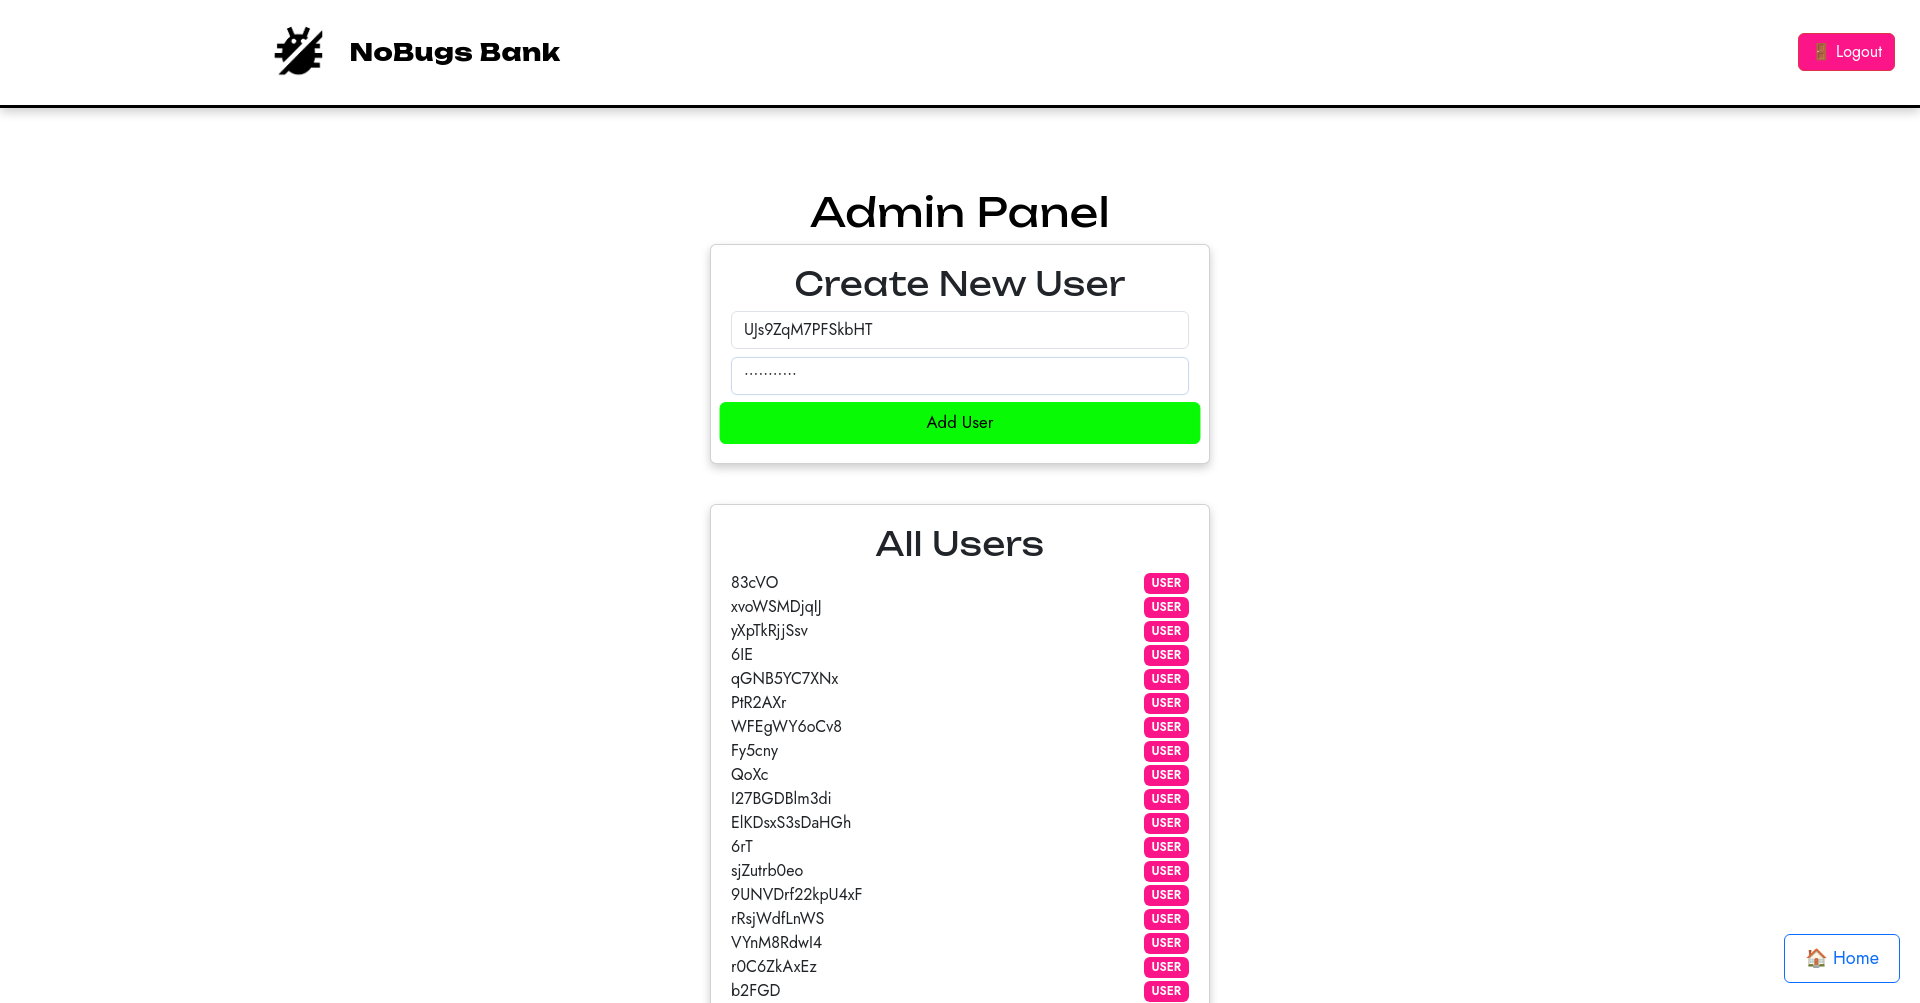 NoBugs Bank
🚪 Logout
Admin Panel
Create New User
UJs9ZqM7PFSkbHT
...........
Add User
All Users
83cVO USER
xvoWSMDjqIJ USER
yXpTkRjjSsv USER
6IE USER
qGNB5YC7XNx USER
PtR2AXr USER
WFEgWY6oCv8 USER
Fy5cny USER
QoXc USER
I27BGDBlm3di USER
ElKDsxS3sDaHGh USER
6rT USER
sjZutrb0eo USER
9UNVDrf22kpU4xF USER
rRsjWdfLnWS USER
VYnM8RdwI4 USER
r0C6ZkAxEz USER
b2FGD USER
🏠 Home